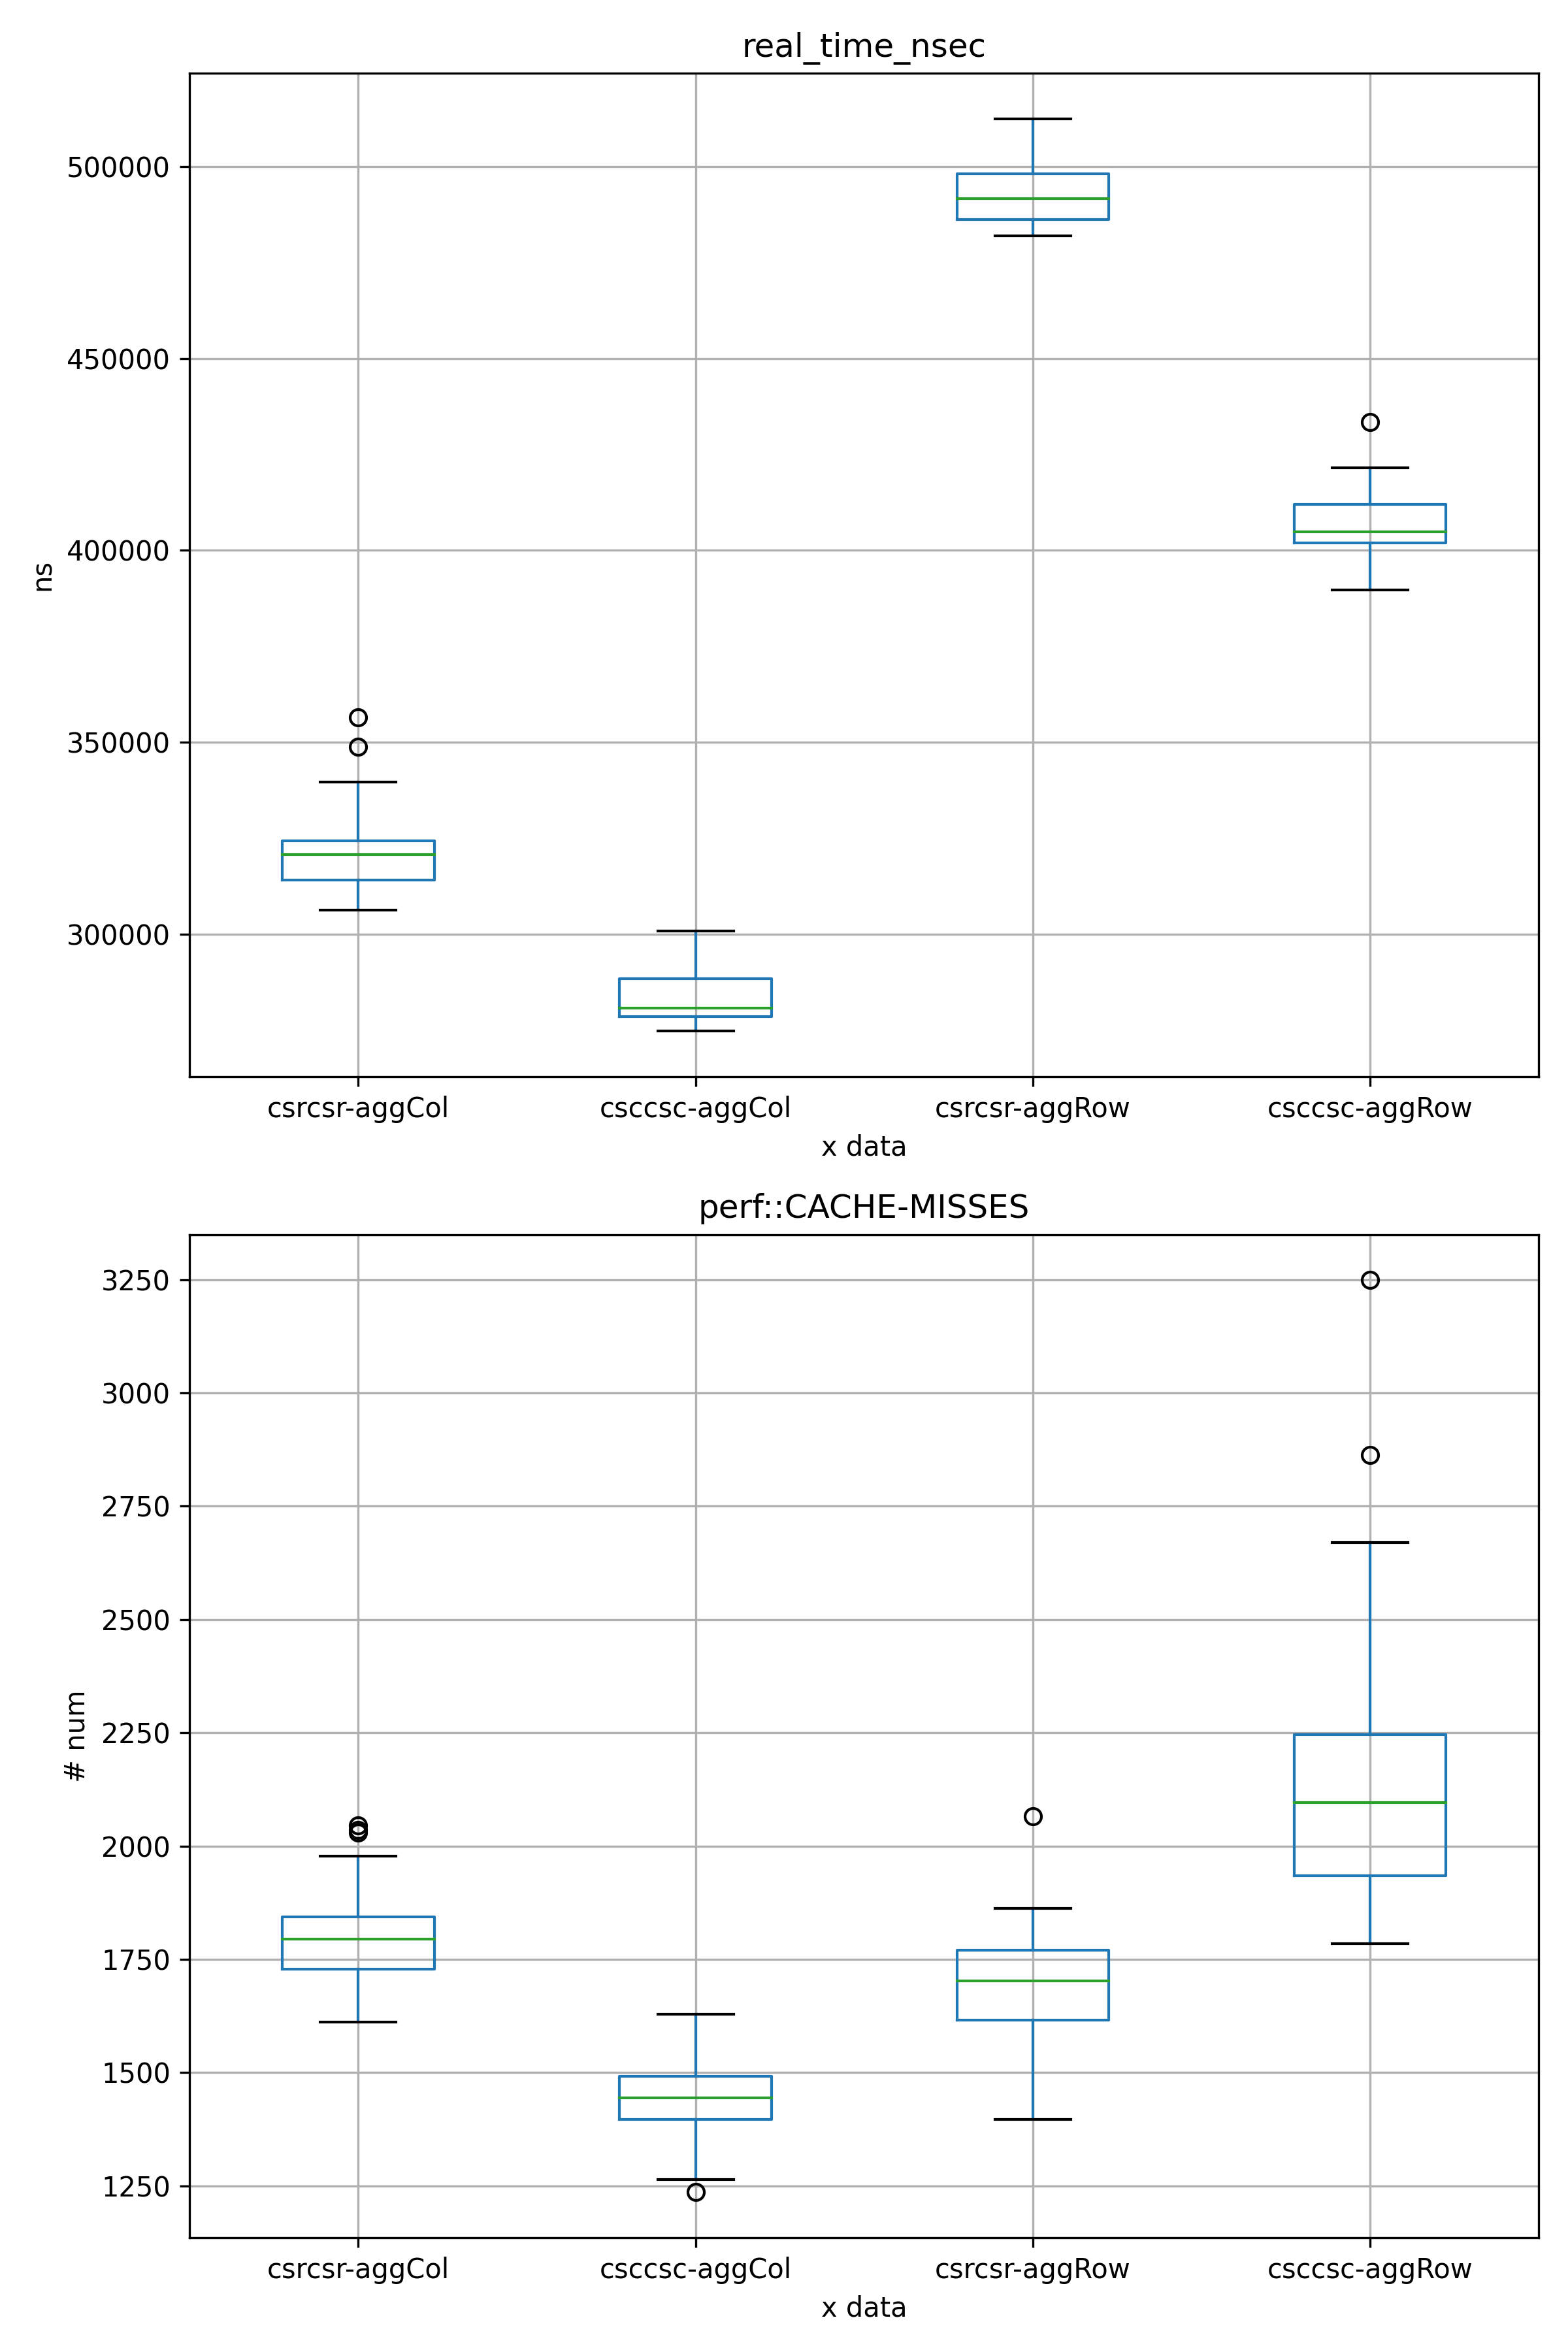 real_time_nsec
500000
450000
400000
350000
300000
ns
csrcsr-aggCol csccsc-aggCol csrcsr-aggRow csccsc-aggRow
x data
perf::CACHE-MISSES
3250
3000
2750
2500
2250
2000
1750
1500
1250
# num
csrcsr-aggCol csccsc-aggCol csrcsr-aggRow csccsc-aggRow
x data